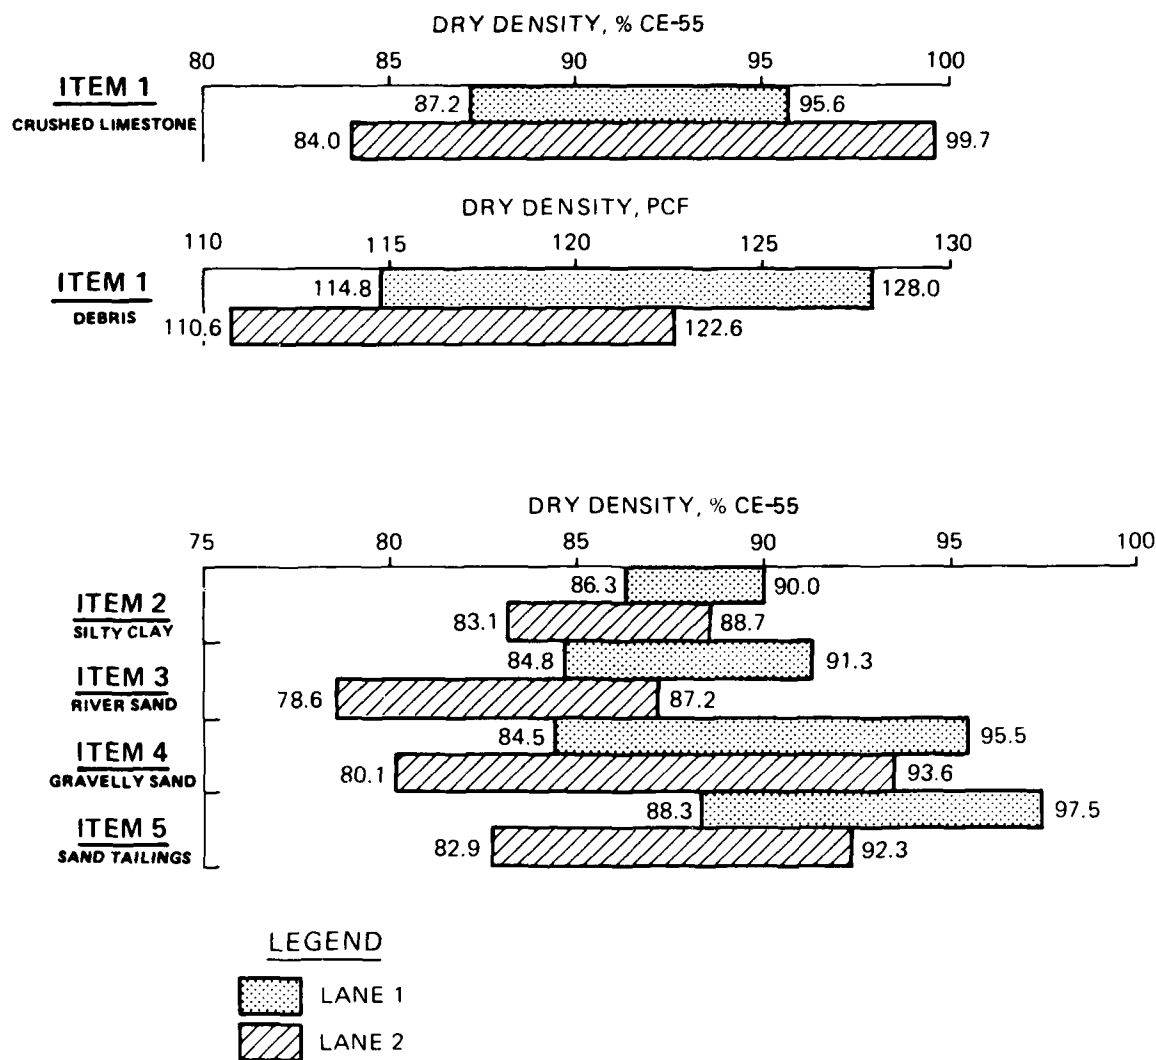 DRY DENSITY, % CE-55
80 85 90 95 100
ITEM 1
CRUSHED LIMESTONE
87.2 95.6
84.0 99.7
DRY DENSITY, PCF
110 115 120 125 130
ITEM 1
DEBRIS
114.8 128.0
110.6 122.6
DRY DENSITY, % CE-55
75 80 85 90 95 100
ITEM 2
SILTY CLAY
86.3 90.0
83.1 88.7
ITEM 3
RIVER SAND
84.8 91.3
78.6 87.2
ITEM 4
GRAVELLY SAND
84.5 95.5
80.1 93.6
ITEM 5
SAND TAILINGS
88.3 97.5
82.9 92.3
LEGEND
LANE 1
LANE 2